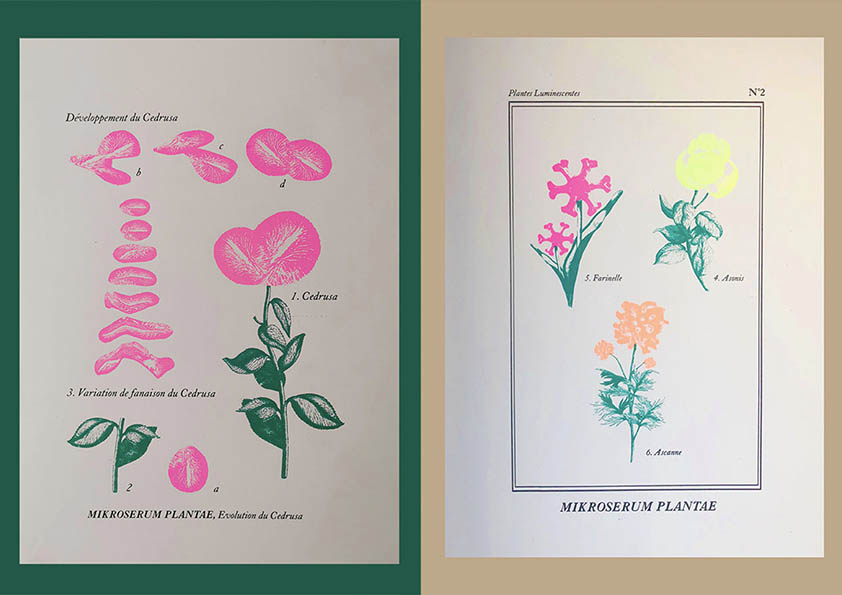 Développement du Cedrusa
b
c
d
1. Cedrusa
3. Variation de fanaison du Cedrusa
2
a
MIKROSERUM PLANTAE, Evolution du Cedrusa
Plantes Luminescentes
N°2
5. Farinelle
4. Asonis
6. Ascanne
MIKROSERUM PLANTAE